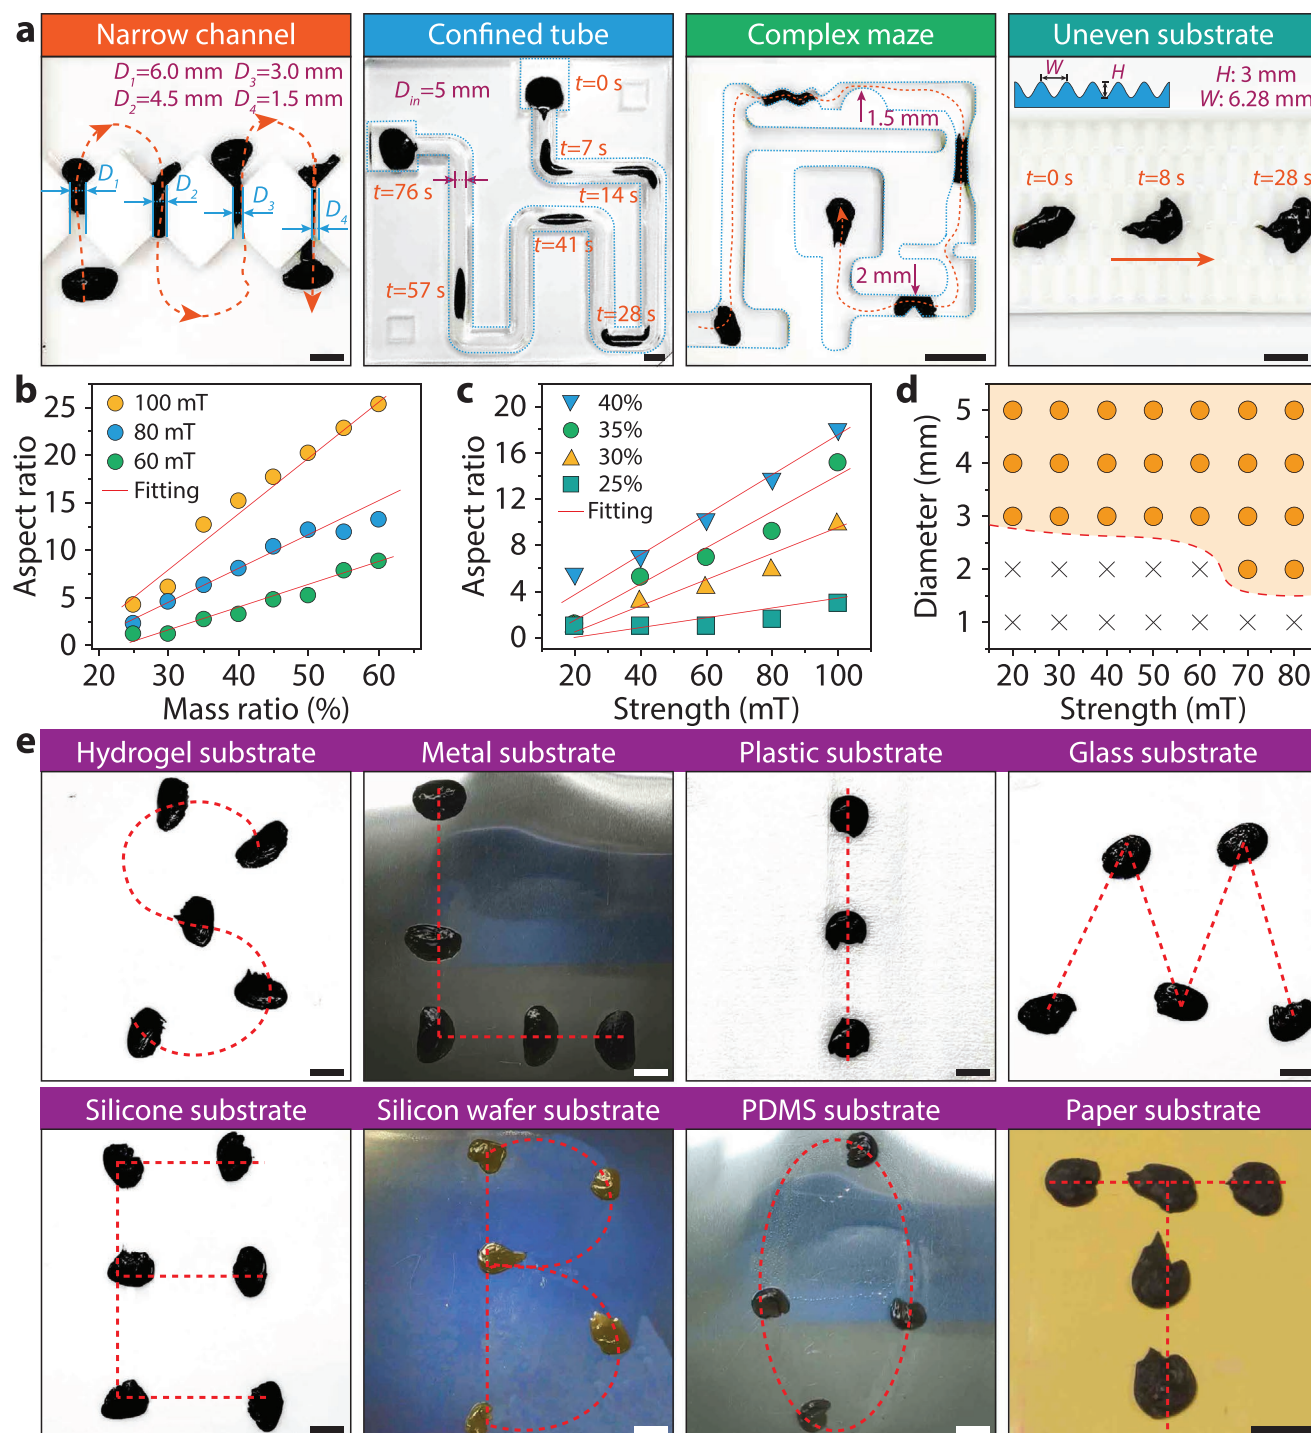 a
Narrow channel
Confined tube
Complex maze
Uneven substrate
D1=6.0 mm D3=3.0 mm
D2=4.5 mm D4=1.5 mm
D1
D2
D3
D4
Din=5 mm
t=0 s
t=7 s
t=76 s
t=14 s
t=41 s
t=57 s
t=28 s
1.5 mm
2 mm
W
H
H: 3 mm
W: 6.28 mm
t=0 s
t=8 s
t=28 s
b
Aspect ratio
25
20
15
10
5
0
100 mT
80 mT
60 mT
Fitting
20 30 40 50 60
Mass ratio (%)
c
Aspect ratio
20
16
12
8
4
0
40%
35%
30%
25%
Fitting
20 40 60 80 100
Strength (mT)
d
Diameter (mm)
5
4
3
2
1
20 30 40 50 60 70 80
Strength (mT)
e
Hydrogel substrate
Metal substrate
Plastic substrate
Glass substrate
Silicone substrate
Silicon wafer substrate
PDMS substrate
Paper substrate